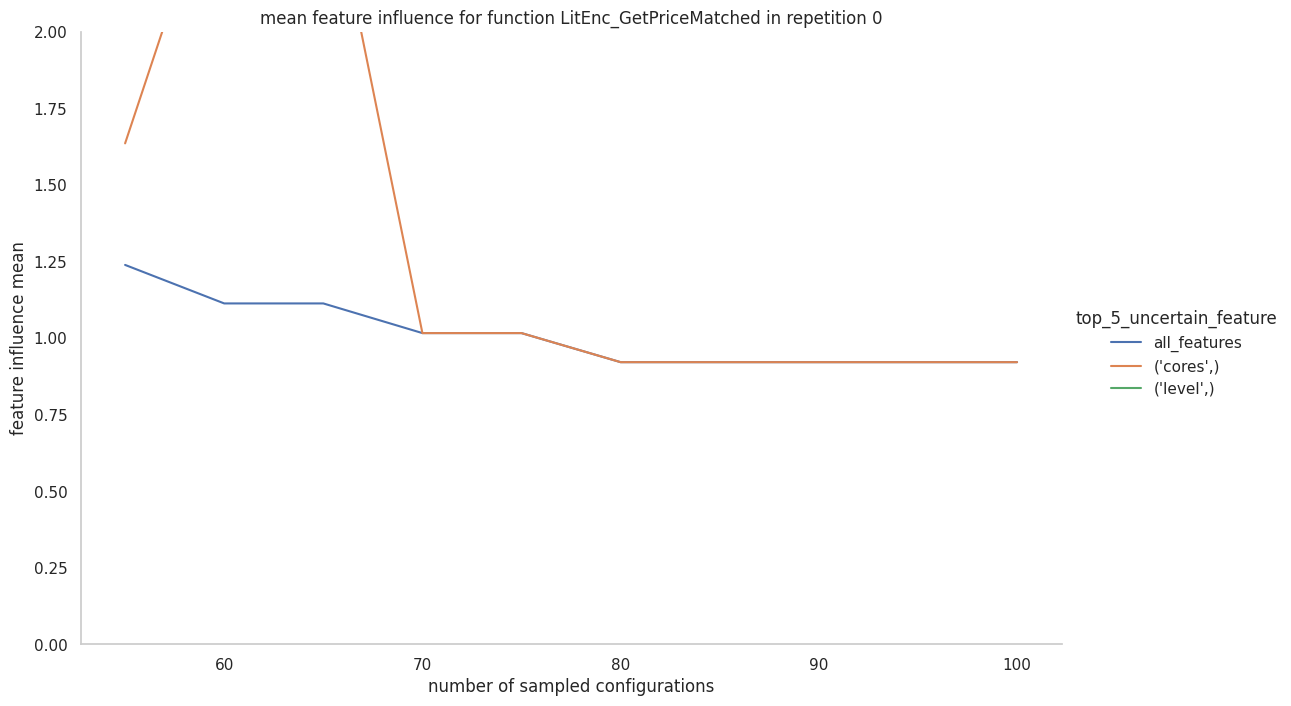 mean feature influence for function LitEnc_GetPriceMatched in repetition 0
2.00
1.75
1.50
1.25
1.00
0.75
0.50
0.25
0.00
feature influence mean
60 70 80 90 100
number of sampled configurations
top_5_uncertain_feature
all_features
('cores',)
('level',)